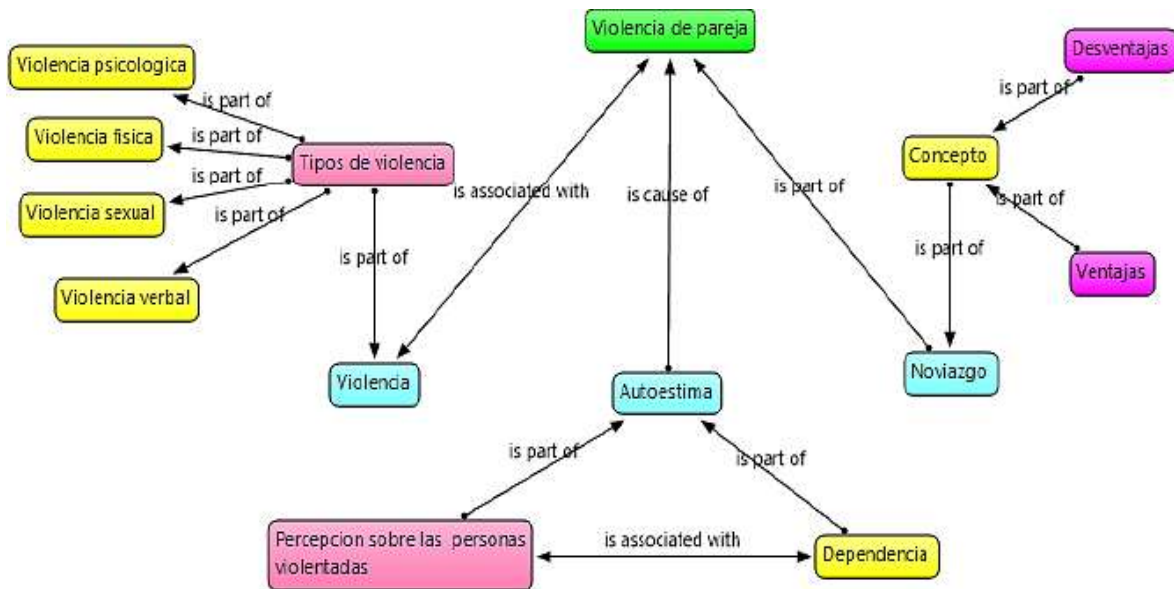 Violencia de pareja
Desventajas
Violencia psicologica
is part of
is part of
Violencia fisica
is part of
Tipos de violencia
Concepto
is part of
is associated with
is cause of
is part of
is part of
Violencia sexual
is part of
is part of
is part of
Violencia verbal
Ventajas
Violencia
Autoestima
Noviazgo
is part of
is part of
Percepcion sobre las personas
violentadas
is associated with
Dependencia